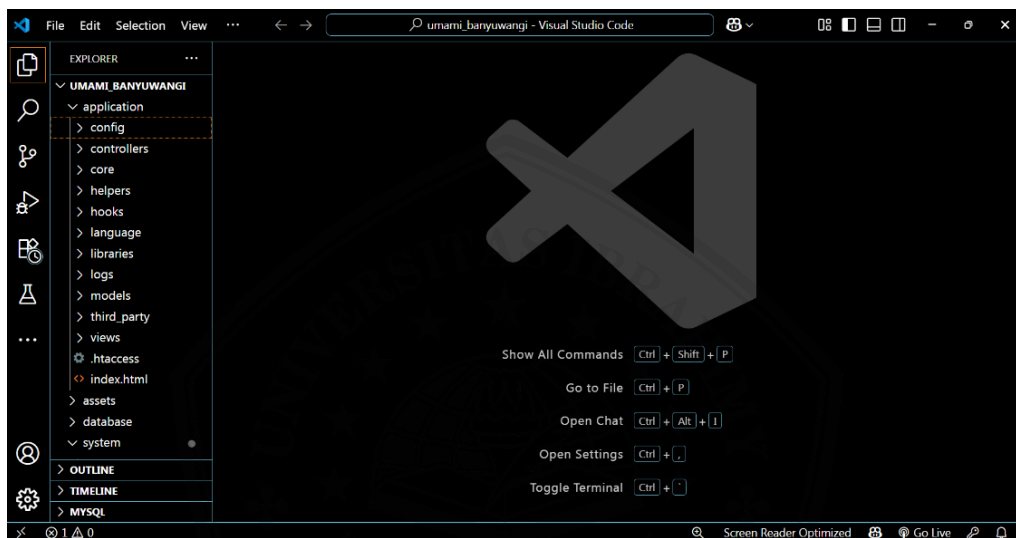 File Edit Selection View ··· umami_banyuwangi - Visual Studio Code
EXPLORER ···
UMAMI_BANYUWANGI
application
config
controllers
core
helpers
hooks
language
libraries
logs
models
third_party
views
.htaccess
index.html
assets
database
system
OUTLINE
TIMELINE
MYSQL
Show All Commands Ctrl + Shift + P
Go to File Ctrl + P
Open Chat Ctrl + Alt + I
Open Settings Ctrl + ,
Toggle Terminal Ctrl + `
1 0 Screen Reader Optimized Go Live